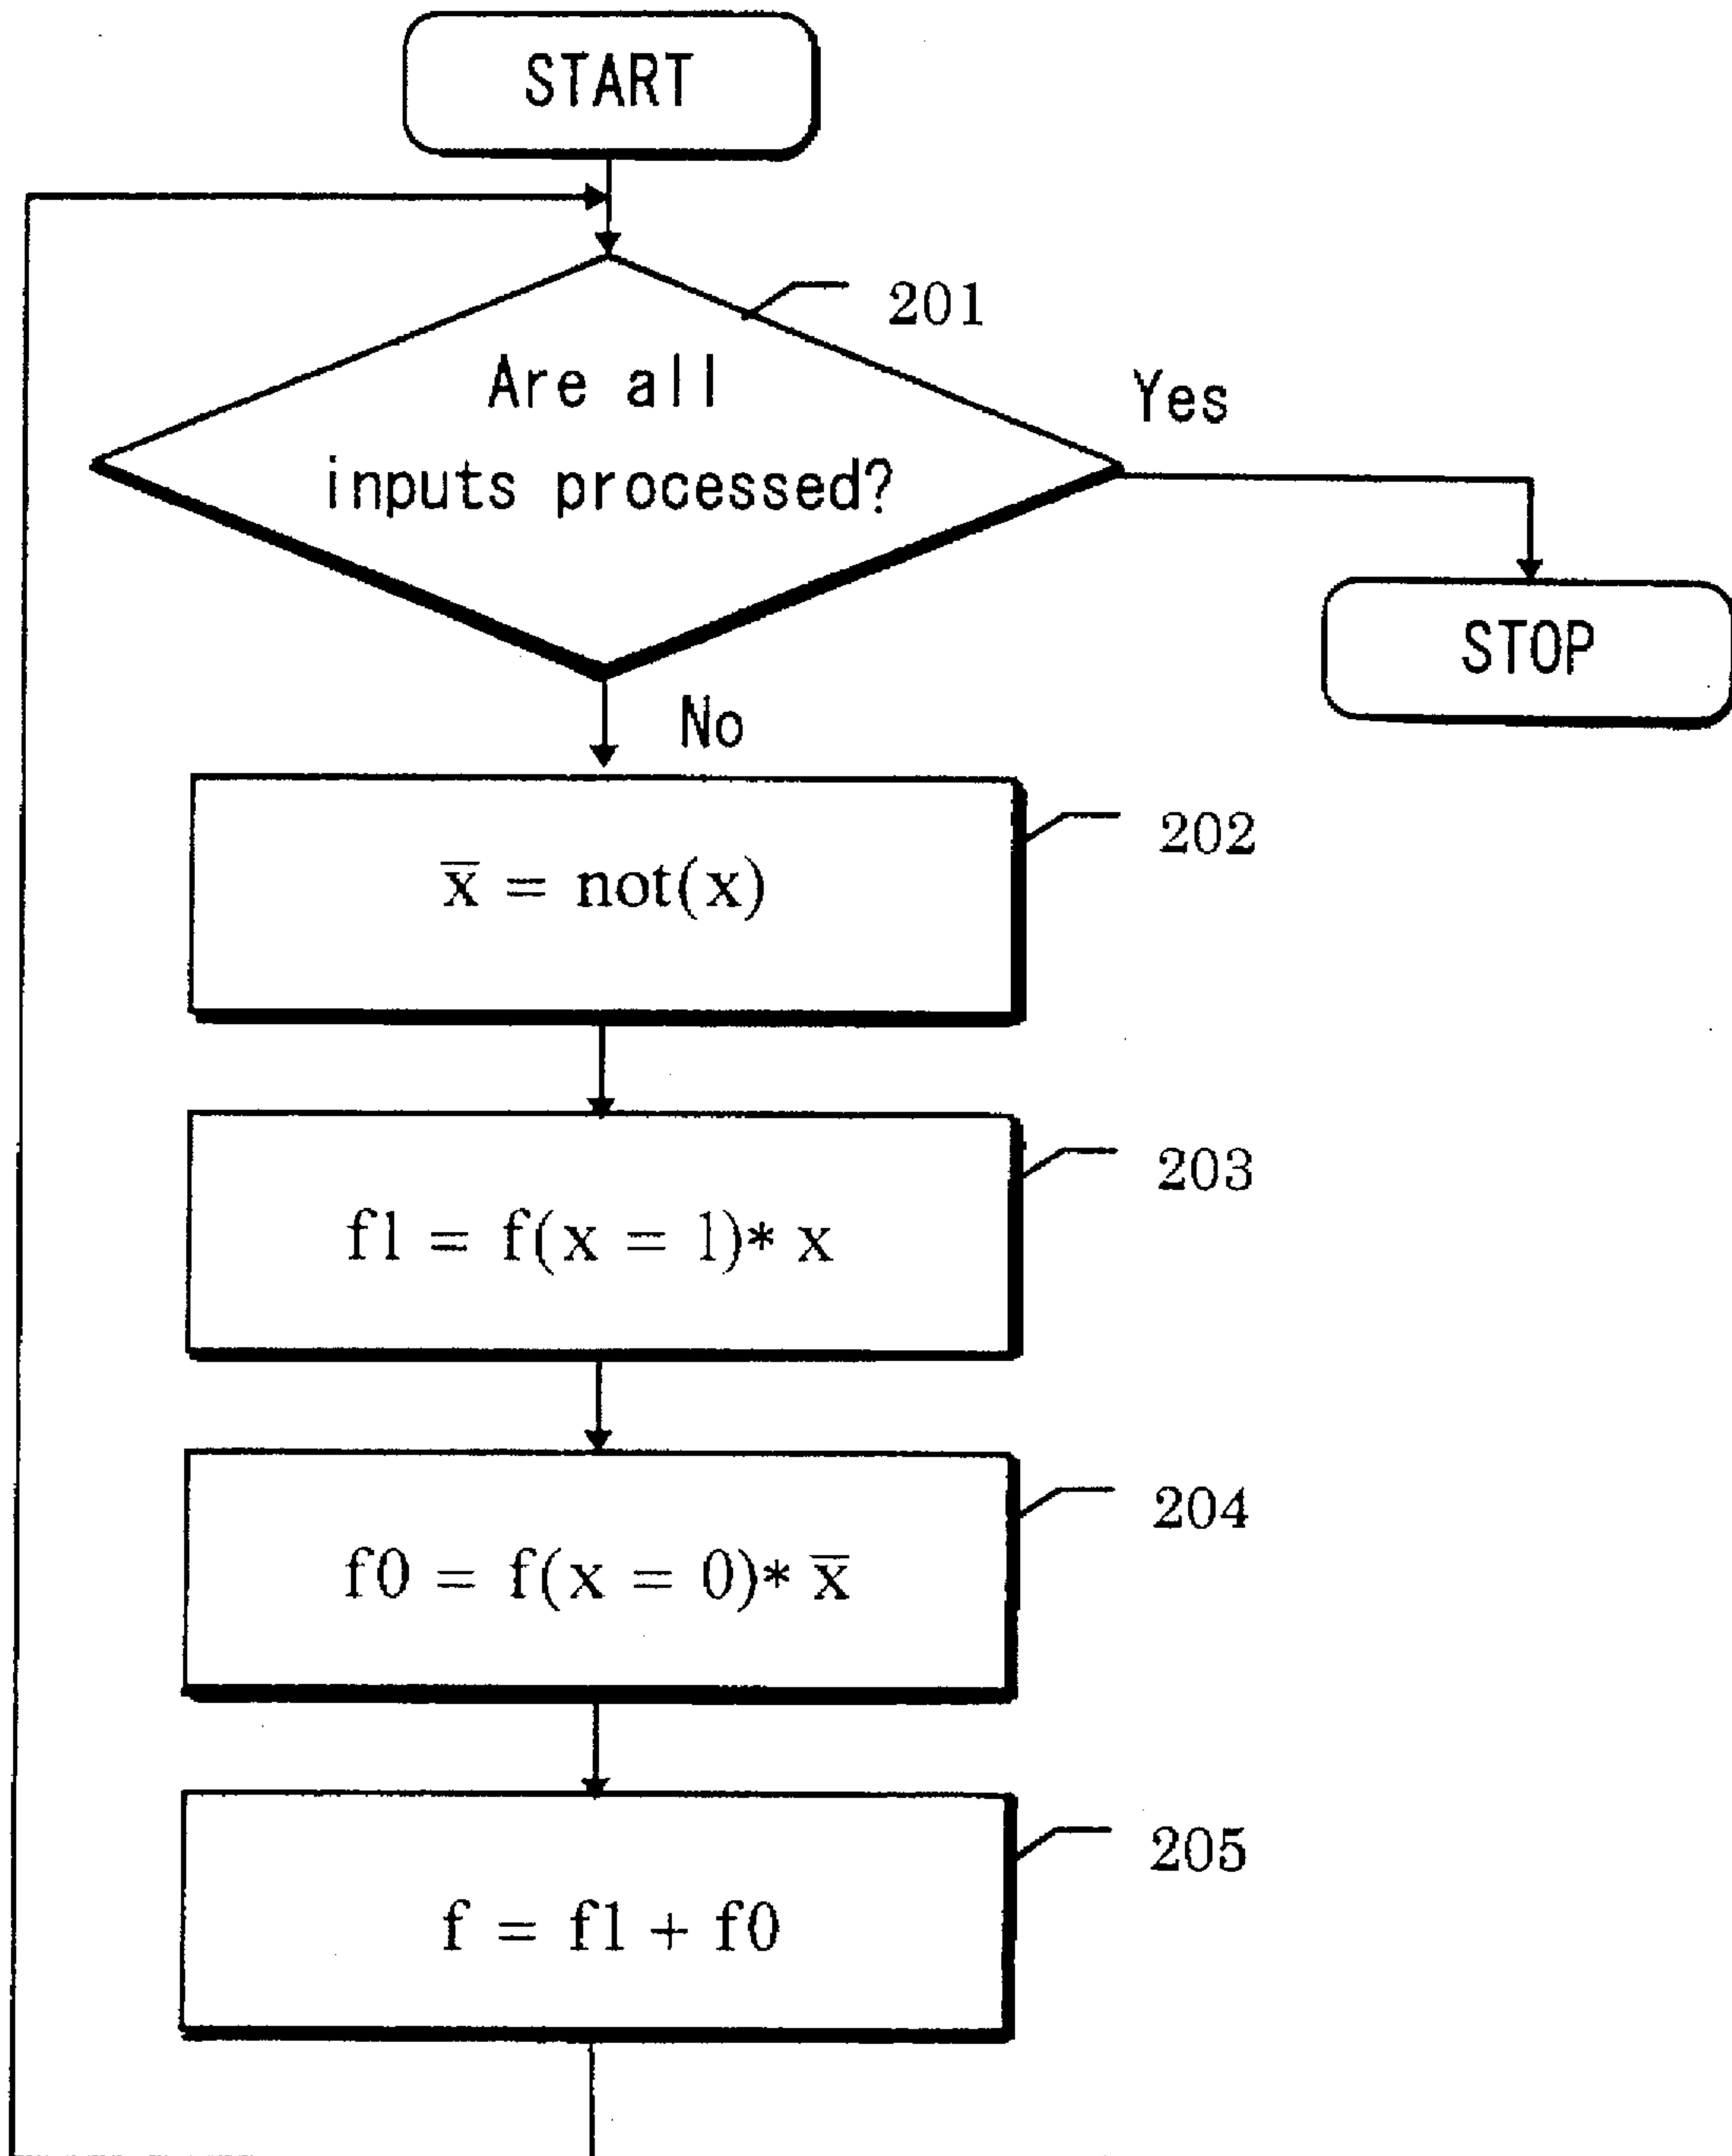 START
201
Are all
inputs processed?
Yes
STOP
No
202
x̅ = not(x)
203
f1 = f(x = 1)* x
204
f0 = f(x = 0)* x̅
205
f = f1 + f0